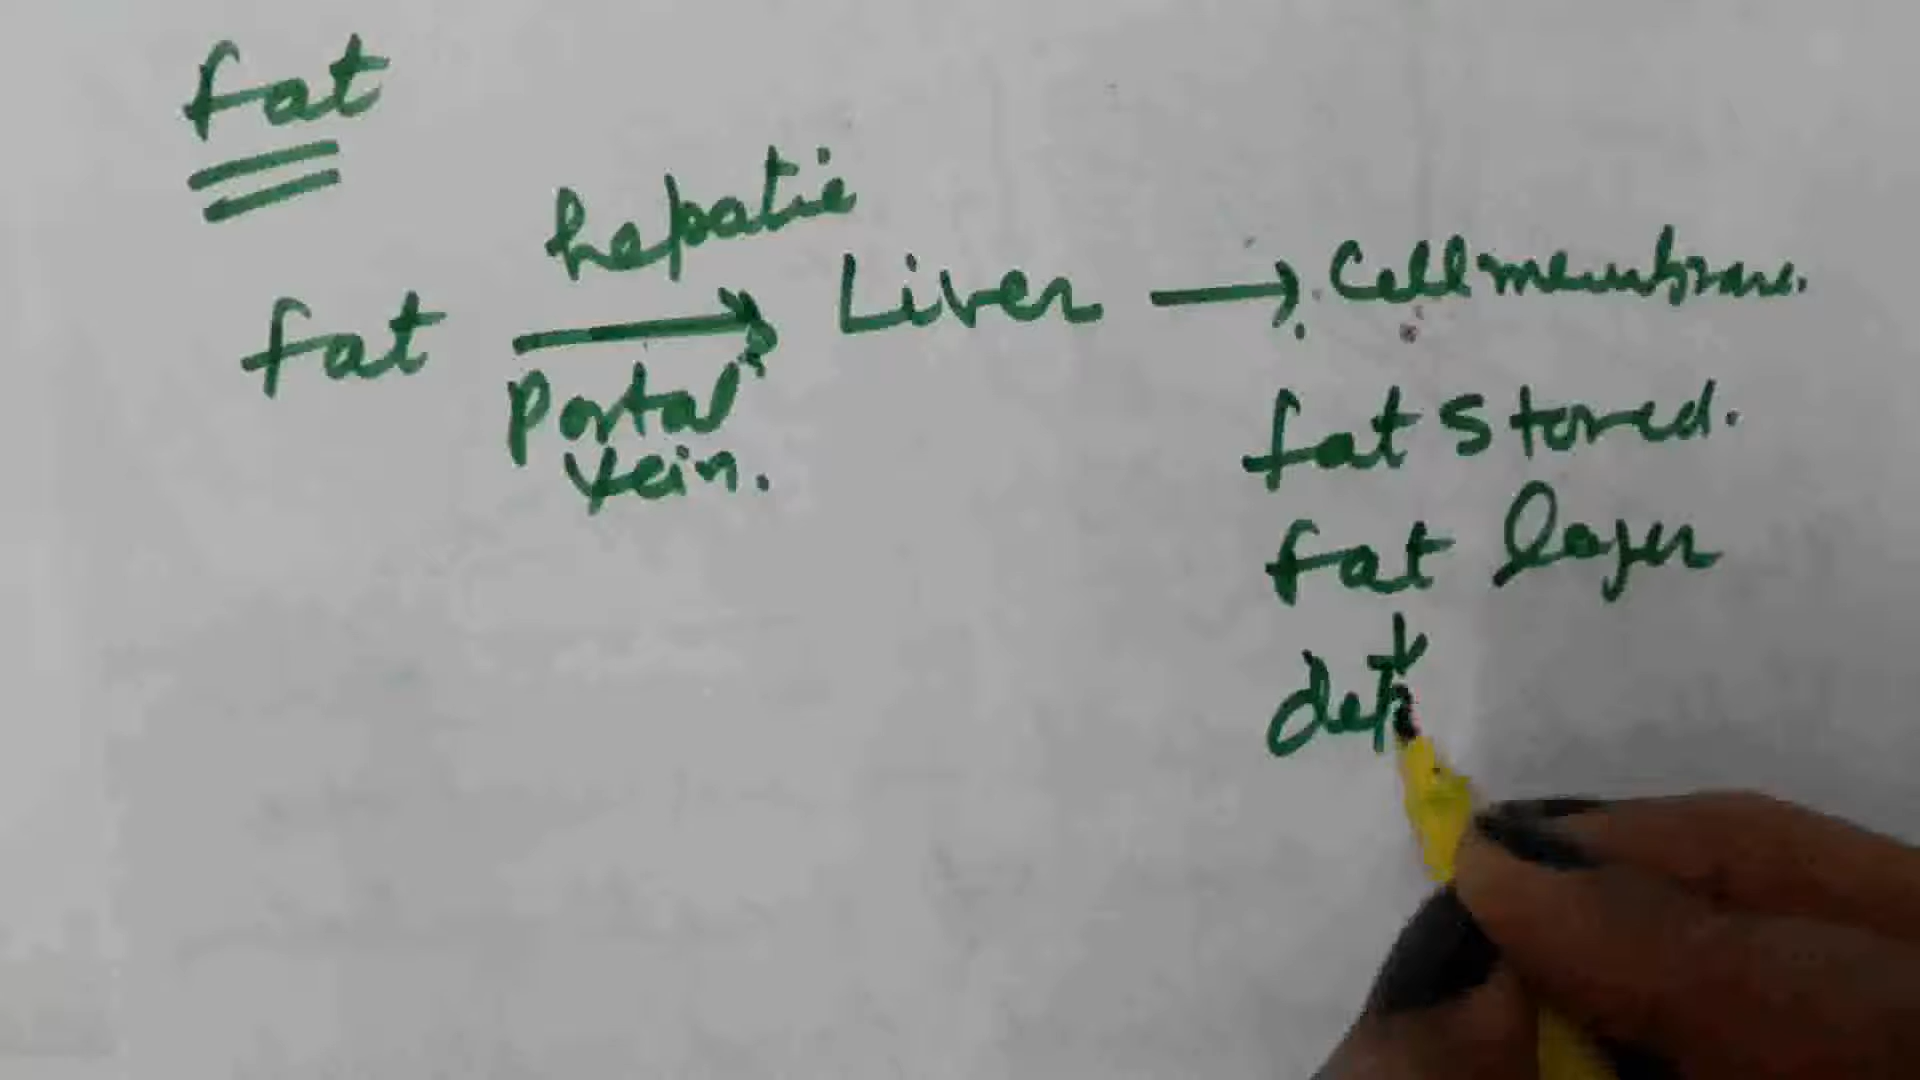 fat
hepatic
fat → Liver → Cell membrane.
Portal
vein.
fat stored.
fat layer
↓
dep